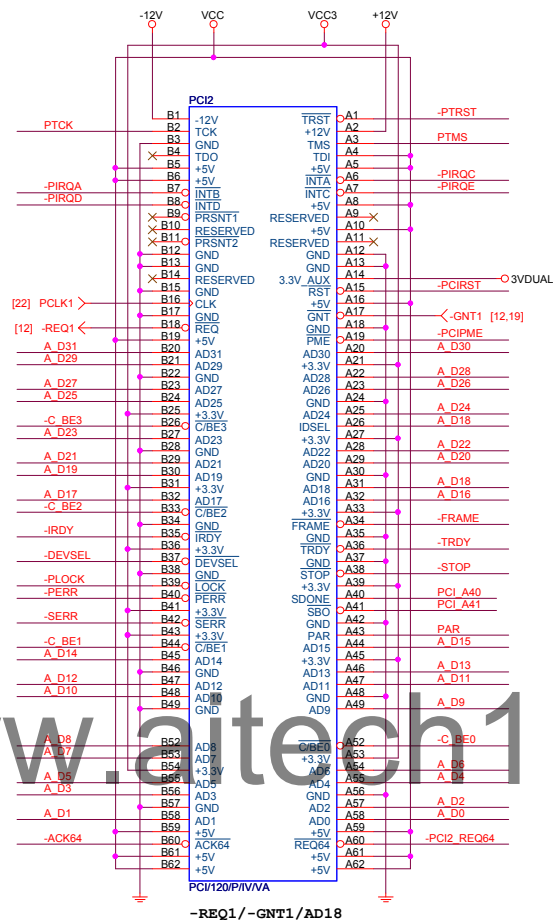 -12V VCC VCC3 +12V
PCI2
B1 -12V TRST A1 -PTRST
PTCK B2 TCK +12V A2
B3 GND TMS A3 PTMS
B4 TDO TDI A4
B5 +5V +5V A5
B6 +5V INTA A6 -PIRQC
-PIRQA B7 INTB INTC A7 -PIRQE
-PIRQD B8 INTD +5V A8
B9 PRSNT1 RESERVED A9
B10 RESERVED +5V A10
B11 PRSNT2 RESERVED A11
B12 GND GND A12
B13 GND GND A13
B14 RESERVED 3.3V_AUX A14 3VDUAL
B15 GND RST A15 -PCIRST
[22] PCLK1 B16 CLK +5V A16
B17 GND GNT A17 -GNT1 [12,19]
[12] -REQ1 B18 REQ GND A18
B19 +5V PME A19 -PCIPME
A_D31 B20 AD31 AD30 A20 A_D30
A_D29 B21 AD29 +3.3V A21
B22 GND AD28 A22 A_D28
A_D27 B23 AD27 AD26 A23 A_D26
A_D25 B24 AD25 GND A24
B25 +3.3V AD24 A25 A_D24
-C_BE3 B26 C/BE3 IDSEL A26 A_D18
A_D23 B27 AD23 +3.3V A27
B28 GND AD22 A28 A_D22
A_D21 B29 AD21 AD20 A29 A_D20
A_D19 B30 AD19 GND A30
B31 +3.3V AD18 A31 A_D18
A_D17 B32 AD17 AD16 A32 A_D16
-C_BE2 B33 C/BE2 +3.3V A33
B34 GND FRAME A34 -FRAME
-IRDY B35 IRDY GND A35
B36 +3.3V TRDY A36 -TRDY
-DEVSEL B37 DEVSEL GND A37
B38 GND STOP A38 -STOP
-PLOCK B39 LOCK +3.3V A39
-PERR B40 PERR SDONE A40 PCI_A40
B41 +3.3V SBO A41 PCI_A41
-SERR B42 SERR GND A42
B43 +3.3V PAR A43 PAR
-C_BE1 B44 C/BE1 AD15 A44 A_D15
A_D14 B45 AD14 +3.3V A45
B46 GND AD13 A46 A_D13
A_D12 B47 AD12 AD11 A47 A_D11
A_D10 B48 AD10 GND A48
B49 GND AD9 A49 A_D9
w.aitech1
A_D8 B52 AD8 C/BE0 A52 -C_BE0
A_D7 B53 AD7 +3.3V A53
B54 +3.3V AD6 A54 A_D6
A_D5 B55 AD5 AD4 A55 A_D4
A_D3 B56 AD3 GND A56
B57 GND AD2 A57 A_D2
A_D1 B58 AD1 AD0 A58 A_D0
B59 +5V +5V A59
-ACK64 B60 ACK64 REQ64 A60 -PCI2_REQ64
B61 +5V +5V A61
B62 +5V +5V A62
PCI/120/P/IV/VA
-REQ1/-GNT1/AD18